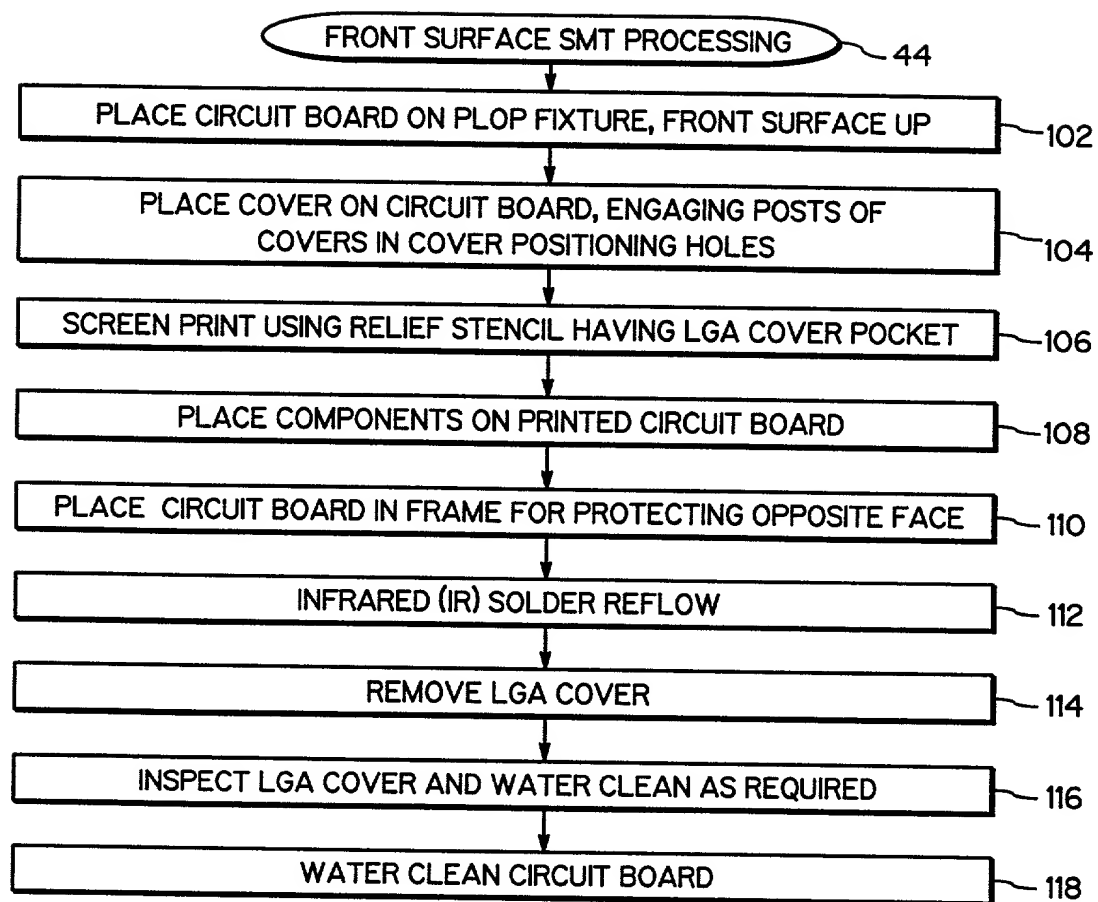 FRONT SURFACE SMT PROCESSING
44
PLACE CIRCUIT BOARD ON PLOP FIXTURE, FRONT SURFACE UP
102
PLACE COVER ON CIRCUIT BOARD, ENGAGING POSTS OF
COVERS IN COVER POSITIONING HOLES
104
SCREEN PRINT USING RELIEF STENCIL HAVING LGA COVER POCKET
106
PLACE COMPONENTS ON PRINTED CIRCUIT BOARD
108
PLACE CIRCUIT BOARD IN FRAME FOR PROTECTING OPPOSITE FACE
110
INFRARED (IR) SOLDER REFLOW
112
REMOVE LGA COVER
114
INSPECT LGA COVER AND WATER CLEAN AS REQUIRED
116
WATER CLEAN CIRCUIT BOARD
118